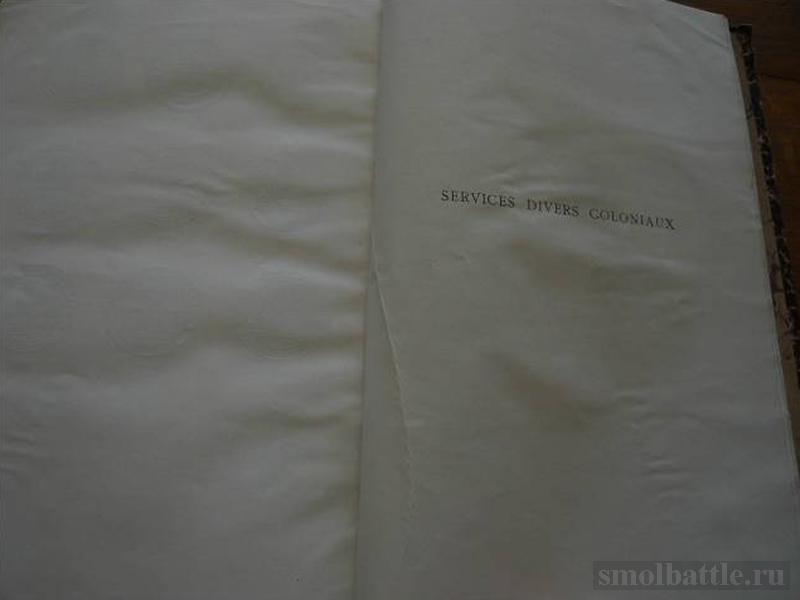 SERVICES DIVERS COLONIAUX
smolbattle.ru